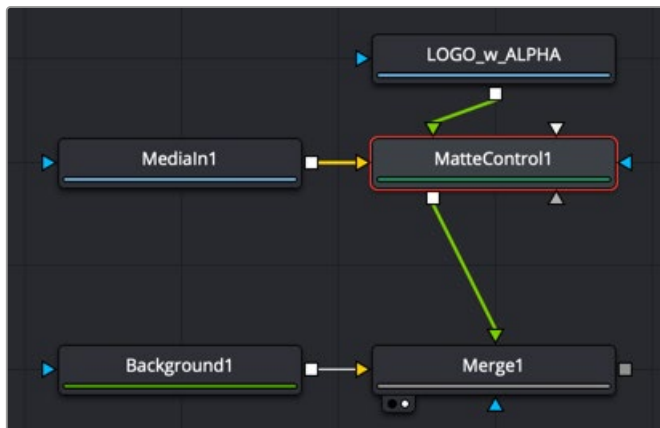 LOGO_w_ALPHA
MediaIn1
MatteControl1
Background1
Merge1